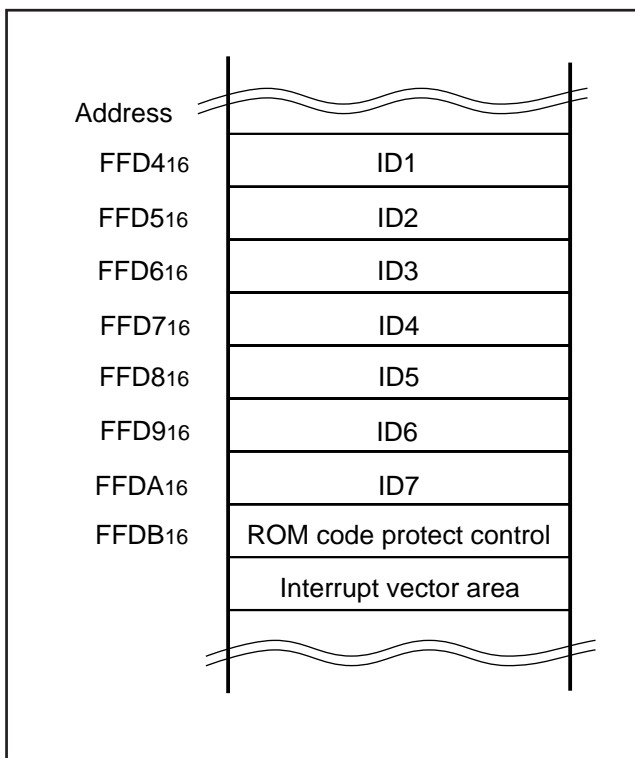 Address
FFD416 ID1
FFD516 ID2
FFD616 ID3
FFD716 ID4
FFD816 ID5
FFD916 ID6
FFDA16 ID7
FFDB16 ROM code protect control
Interrupt vector area